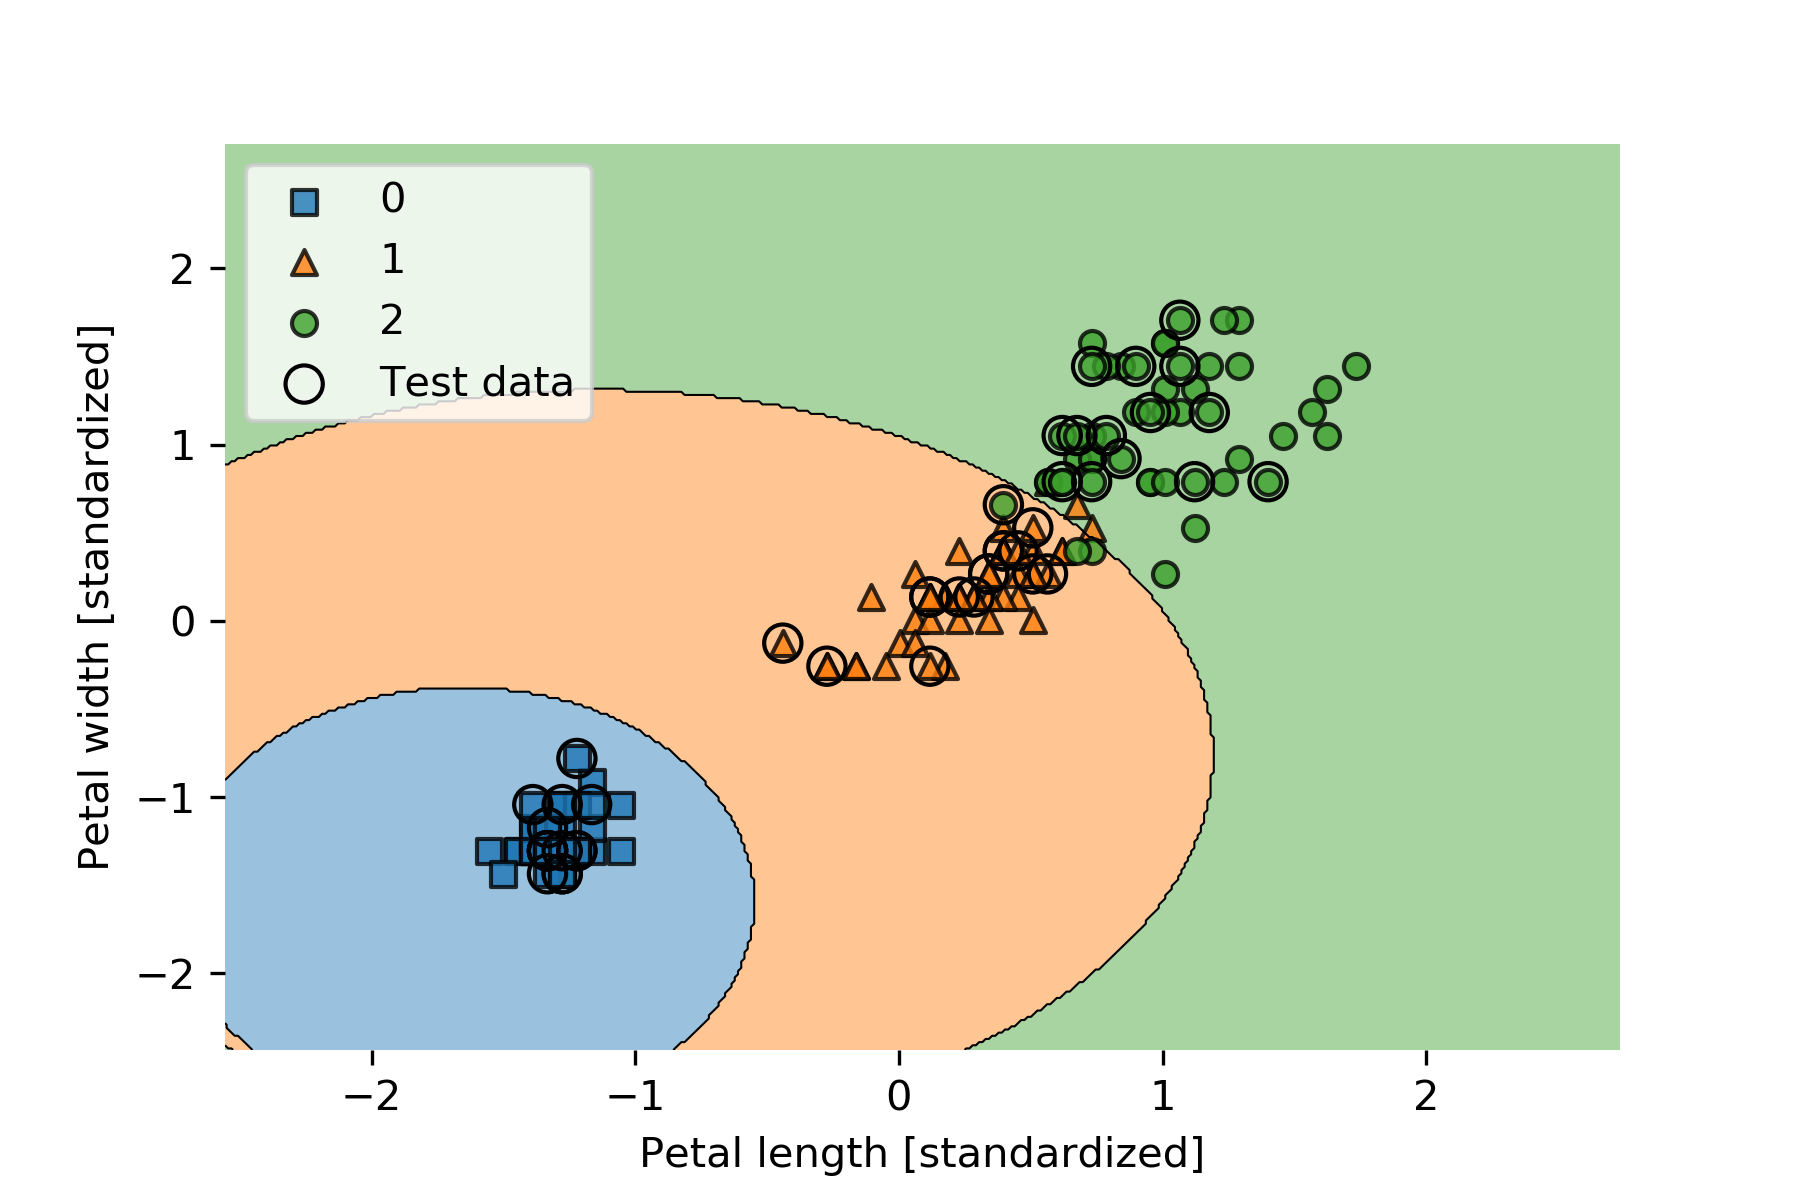 0
1
2
Test data
2
1
0
−1
−2
Petal width [standardized]
−2 −1 0 1 2
Petal length [standardized]